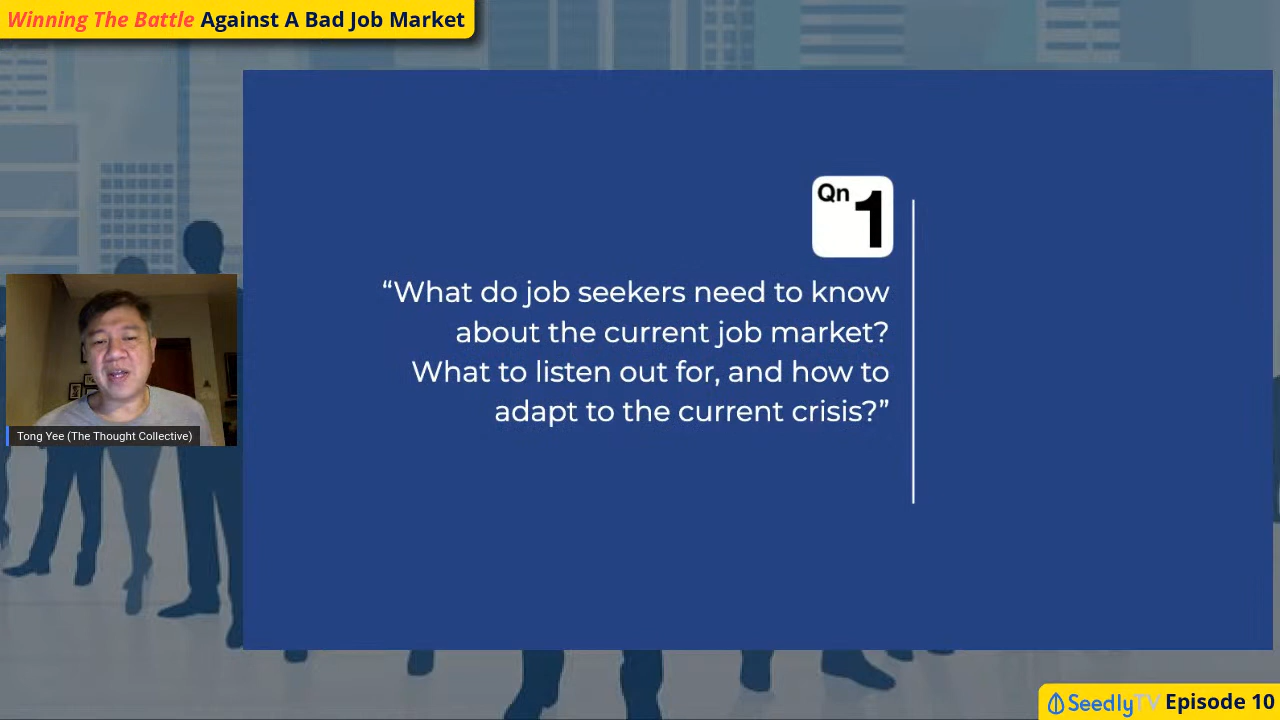 Winning The Battle Against A Bad Job Market
Qn 1
“What do job seekers need to know
about the current job market?
What to listen out for, and how to
adapt to the current crisis?”
Tong Yee (The Thought Collective)
SeedlyTV Episode 10